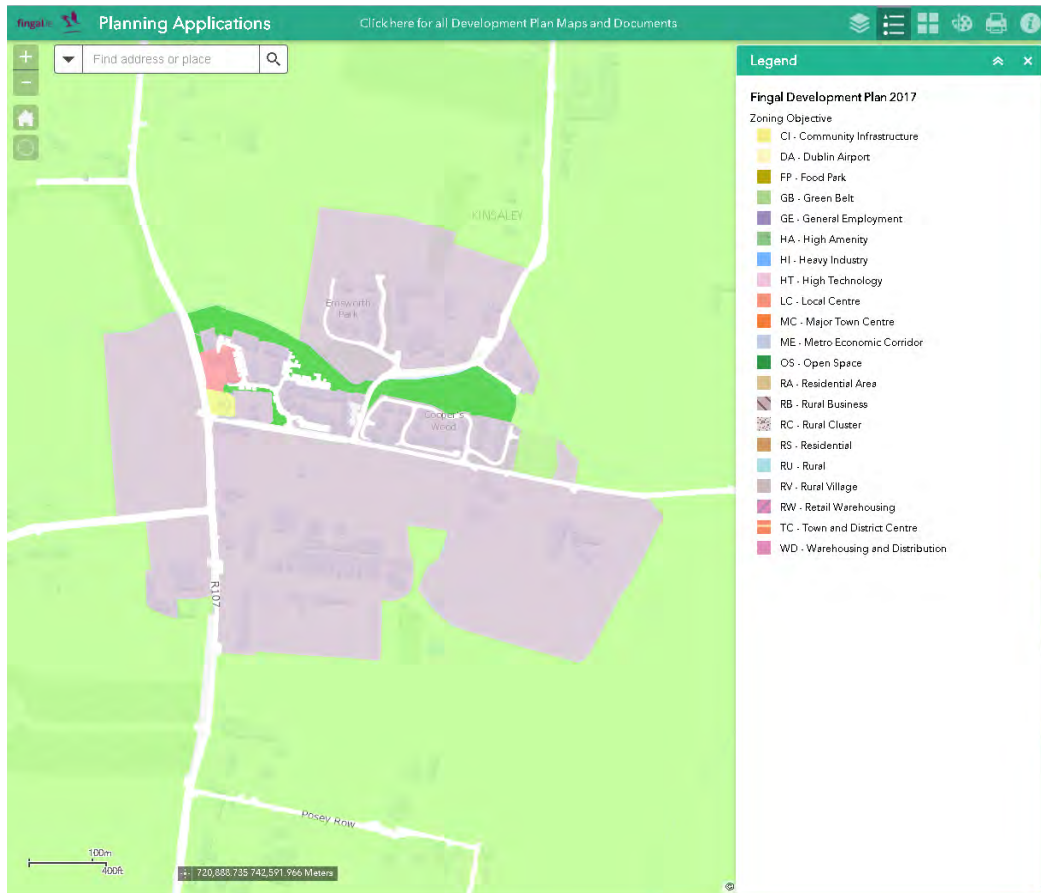 fingal
Planning Applications
Click here for all Development Plan Maps and Documents
Find address or place
Legend
Fingal Development Plan 2017
Zoning Objective
CI - Community Infrastructure
DA - Dublin Airport
FP - Food Park
GB - Green Belt
GE - General Employment
HA - High Amenity
HI - Heavy Industry
HT - High Technology
LC - Local Centre
MC - Major Town Centre
ME - Metro Economic Corridor
OS - Open Space
RA - Residential Area
RB - Rural Business
RC - Rural Cluster
RS - Residential
RU - Rural
RV - Rural Village
RW - Retail Warehousing
TC - Town and District Centre
WD - Warehousing and Distribution
KINSALEY
Emsworth
Park
Cooper's
Wood
R107
Posey Row
100m
400ft
720,888.735 742,591.966 Meters